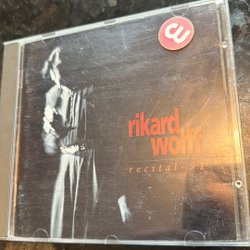 rikard
wolff
recital - 91